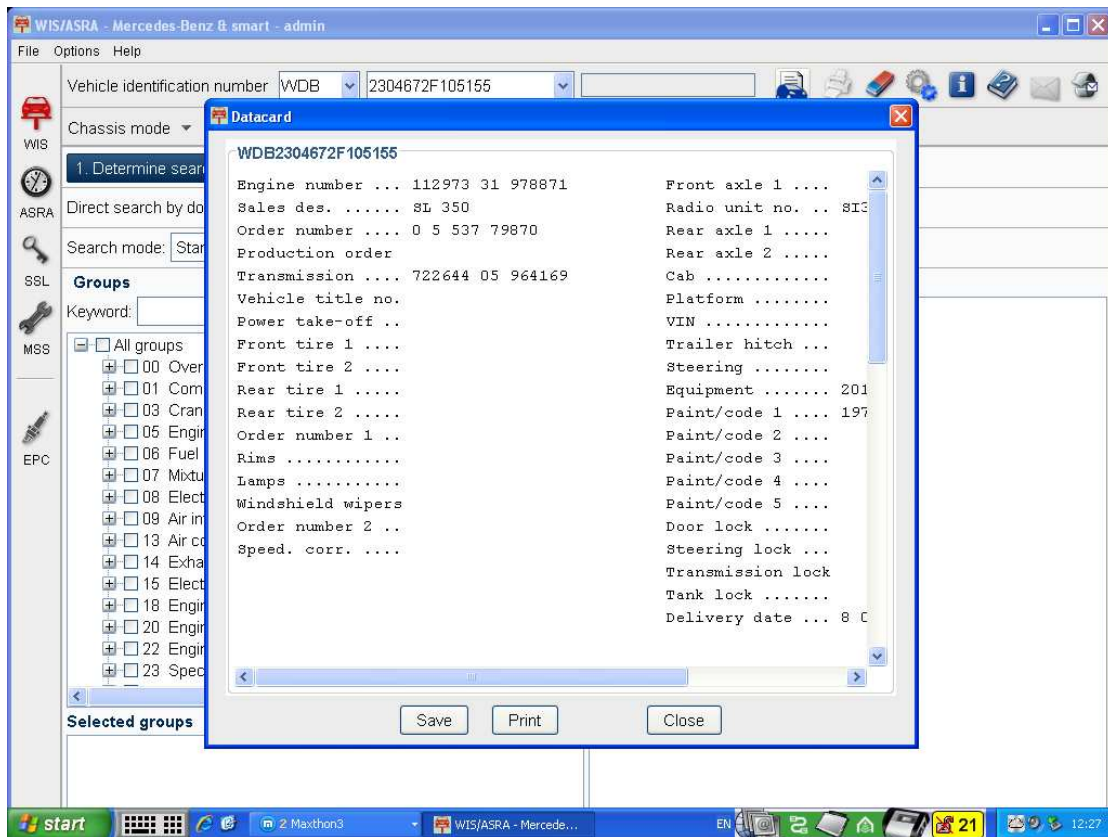 WIS/ASRA - Mercedes-Benz & smart - admin
File Options Help
Vehicle identification number WDB 2304672F105155
Chassis mode
WIS
ASRA
SSL
MSS
EPC
1. Determine sear
Direct search by do
Search mode: Star
Groups
Keyword:
All groups
00 Over
01 Com
03 Cran
05 Engin
06 Fuel
07 Mixtu
08 Elect
09 Air in
13 Air co
14 Exha
15 Elect
18 Engin
20 Engin
22 Engin
23 Spec
Selected groups
Datacard
WDB2304672F105155
Engine number ... 112973 31 978871
Sales des. ...... SL 350
Order number .... 0 5 537 79870
Production order
Transmission .... 722644 05 964169
Vehicle title no.
Power take-off ..
Front tire 1 ....
Front tire 2 ....
Rear tire 1 .....
Rear tire 2 .....
Order number 1 ..
Rims ............
Lamps ...........
Windshield wipers
Order number 2 ..
Speed. corr. ....
Front axle 1 ....
Radio unit no. .. SI3
Rear axle 1 .....
Rear axle 2 .....
Cab .............
Platform ........
VIN .............
Trailer hitch ...
Steering ........
Equipment ....... 201
Paint/code 1 .... 197
Paint/code 2 ....
Paint/code 3 ....
Paint/code 4 ....
Paint/code 5 ....
Door lock .......
Steering lock ...
Transmission lock
Tank lock .......
Delivery date ... 8 0
Save Print Close
start 2 Maxthon3 WIS/ASRA - Mercede... EN 21 12:27